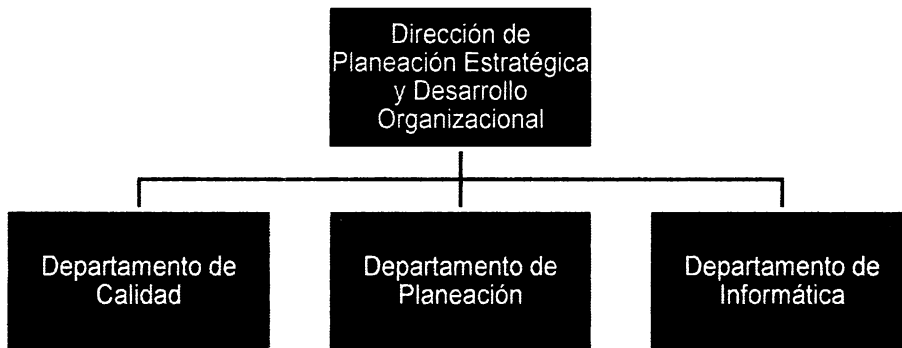 Dirección de
Planeación Estratégica
y Desarrollo
Organizacional
Departamento de
Calidad
Departamento de
Planeación
Departamento de
Informática